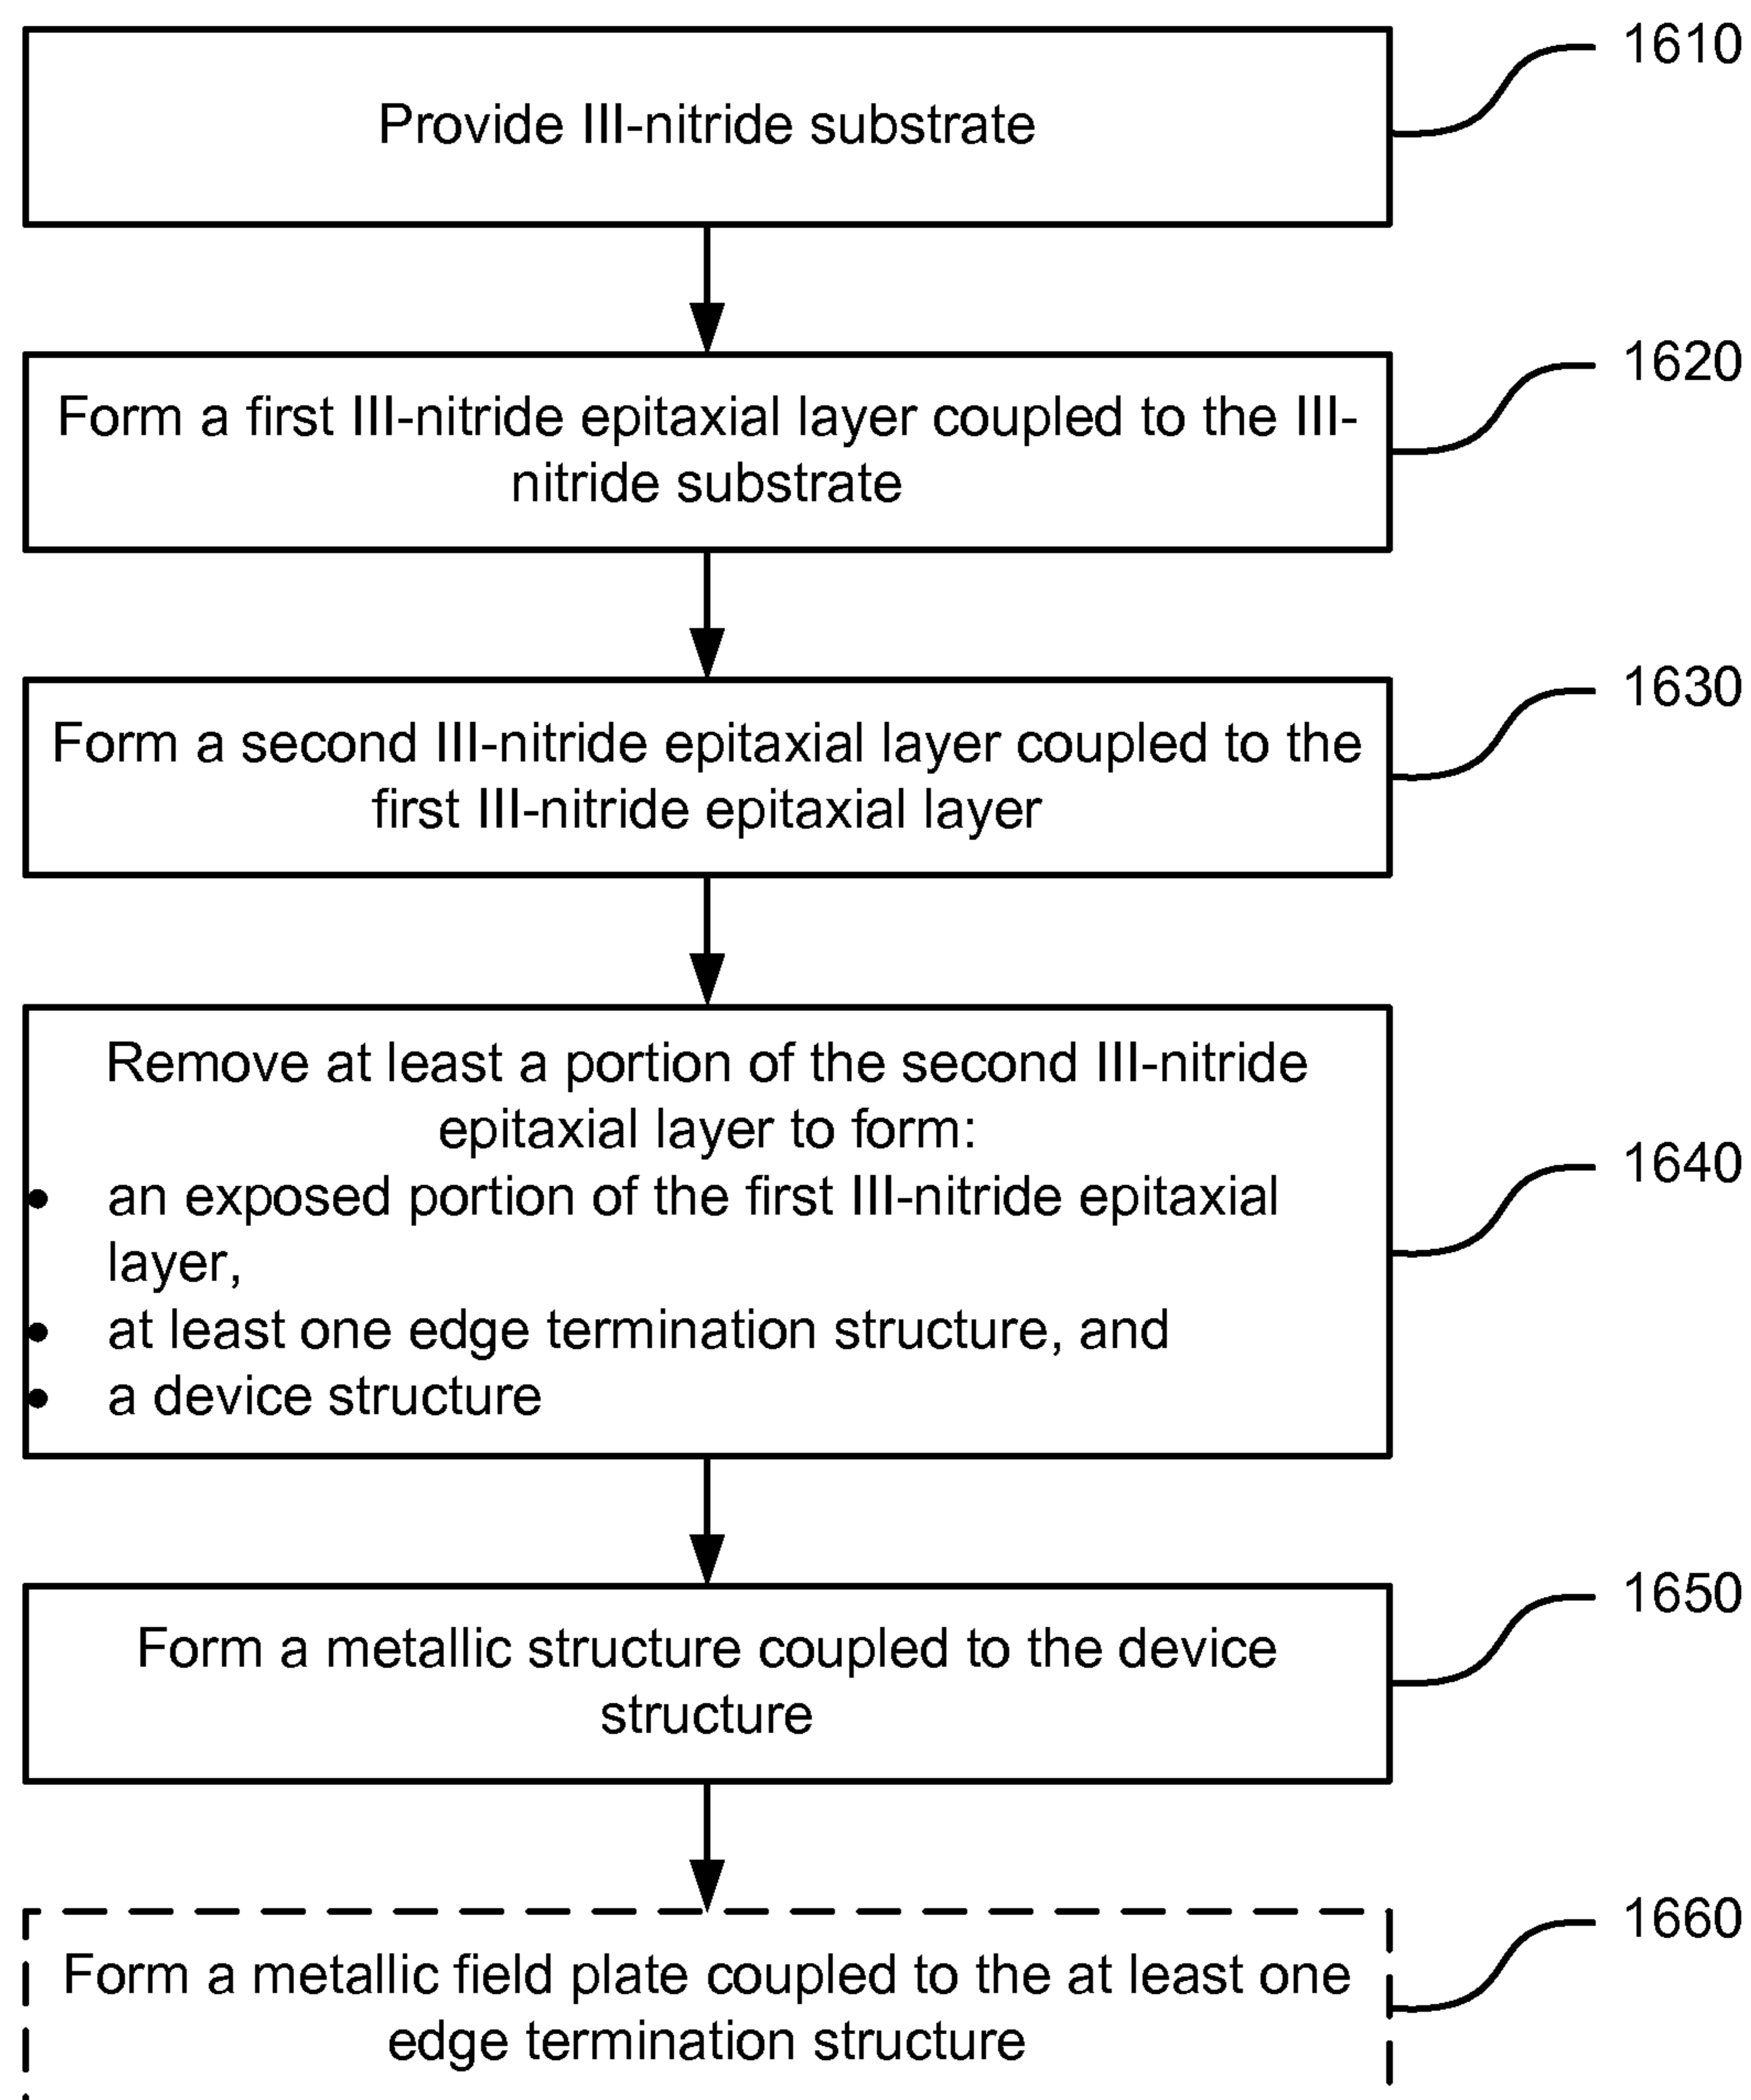 Provide III-nitride substrate
1610
Form a first III-nitride epitaxial layer coupled to the III-
nitride substrate
1620
Form a second III-nitride epitaxial layer coupled to the
first III-nitride epitaxial layer
1630
Remove at least a portion of the second III-nitride
epitaxial layer to form:
• an exposed portion of the first III-nitride epitaxial
layer,
• at least one edge termination structure, and
• a device structure
1640
Form a metallic structure coupled to the device
structure
1650
Form a metallic field plate coupled to the at least one
edge termination structure
1660